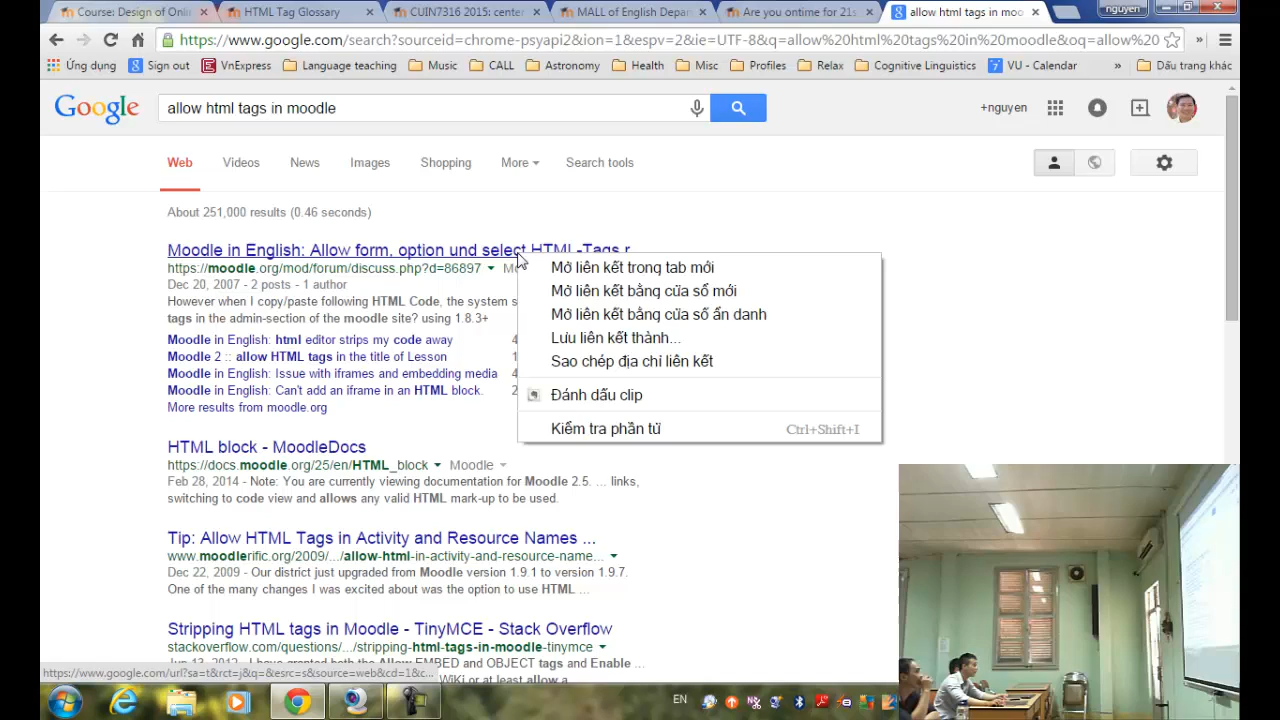 Course: Design of Onli
HTML Tag Glossary
CUIN7316 2015: center
MALL of English Depar
Are you ontime for 21s
allow html tags in moo
nguyen
https://www.google.com/search?sourceid=chrome-psyapi2&ion=1&espv=2&ie=UTF-8&q=allow%20html%20tags%20in%20moodle&oq=allow%20
Ứng dụng
Sign out
VnExpress
Language teaching
Music
CALL
Astronomy
Health
Misc
Profiles
Relax
Cognitive Linguistics
VU - Calendar
»
Dấu trang khác
Google
allow html tags in moodle
+nguyen
Web
Videos
News
Images
Shopping
More
Search tools
About 251,000 results (0.46 seconds)
Moodle in English: Allow form, option und select HTML-Tags r
https://moodle.org/mod/forum/discuss.php?d=86897
Dec 20, 2007 - 2 posts - 1 author
However when I copy/paste following HTML Code, the system s
tags in the admin-section of the moodle site? using 1.8.3+
Moodle in English: html editor strips my code away
Moodle 2 :: allow HTML tags in the title of Lesson
Moodle in English: Issue with iframes and embedding media
Moodle in English: Can't add an iframe in an HTML block.
More results from moodle.org
Mở liên kết trong tab mới
Mở liên kết bằng cửa sổ mới
Mở liên kết bằng cửa sổ ẩn danh
Lưu liên kết thành...
Sao chép địa chỉ liên kết
Đánh dấu clip
Kiểm tra phần tử Ctrl+Shift+I
HTML block - MoodleDocs
https://docs.moodle.org/25/en/HTML_block Moodle
Feb 28, 2014 - Note: You are currently viewing documentation for Moodle 2.5. ... links,
switching to code view and allows any valid HTML mark-up to be used.
Tip: Allow HTML Tags in Activity and Resource Names ...
www.moodlerific.org/2009/.../allow-html-in-activity-and-resource-name...
Dec 22, 2009 - Our district just upgraded from Moodle version 1.9.1 to version 1.9.7.
One of the many changes I was excited about was the option to use HTML ...
Stripping HTML tags in Moodle - TinyMCE - Stack Overflow
stackoverflow.com/questions/.../stripping-html-tags-in-moodle-tinymce
Jun 13, 2012 - I have granted both the Allow EMBED and OBJECT tags and Enable ...
https://www.google.com/url?sa=t&rct=j&q=&esrc=s&source=web&cd=1&c...
EN